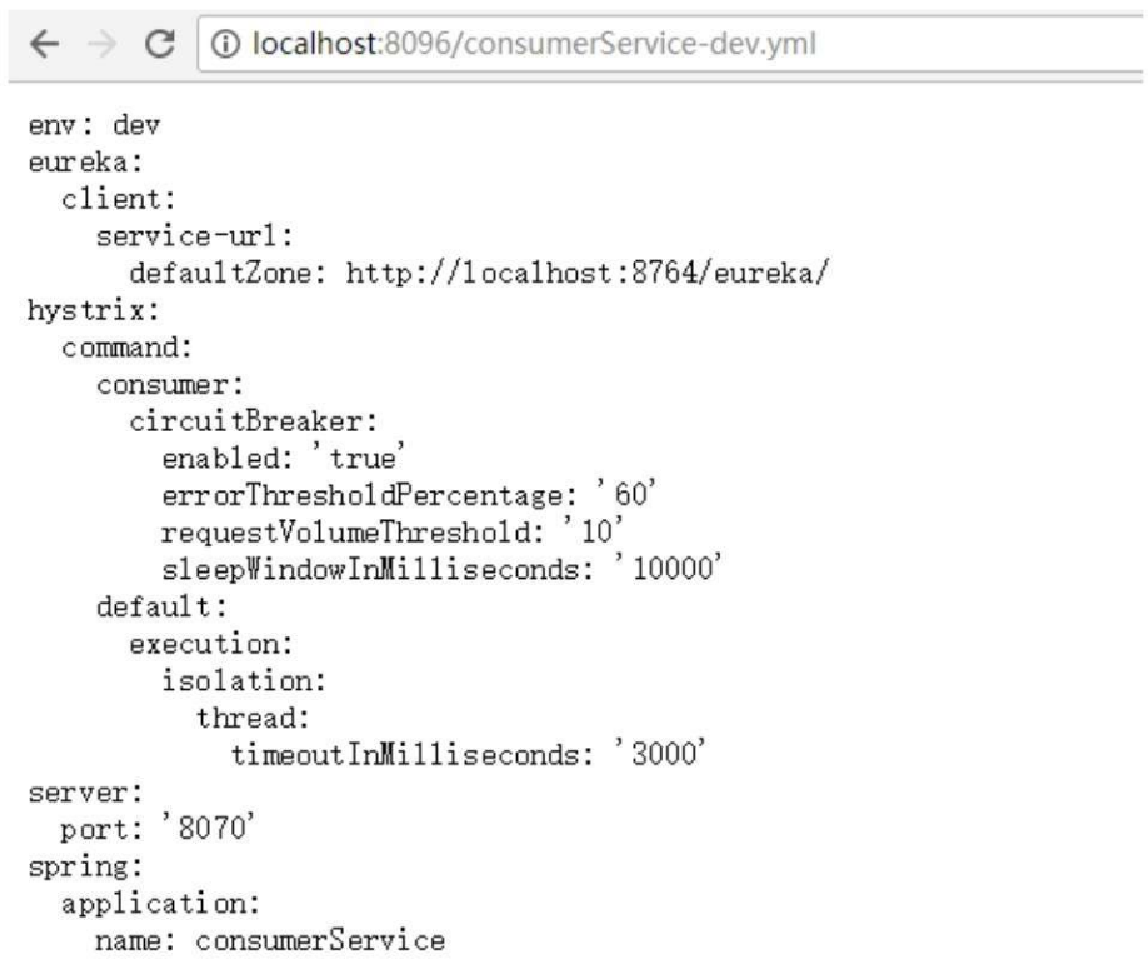 localhost:8096/consumerService-dev.yml
env: dev
eureka:
  client:
    service-url:
      defaultZone: http://localhost:8764/eureka/
hystrix:
  command:
    consumer:
      circuitBreaker:
        enabled: 'true'
        errorThresholdPercentage: '60'
        requestVolumeThreshold: '10'
        sleepWindowInMilliseconds: '10000'
    default:
      execution:
        isolation:
          thread:
            timeoutInMilliseconds: '3000'
server:
  port: '8070'
spring:
  application:
    name: consumerService